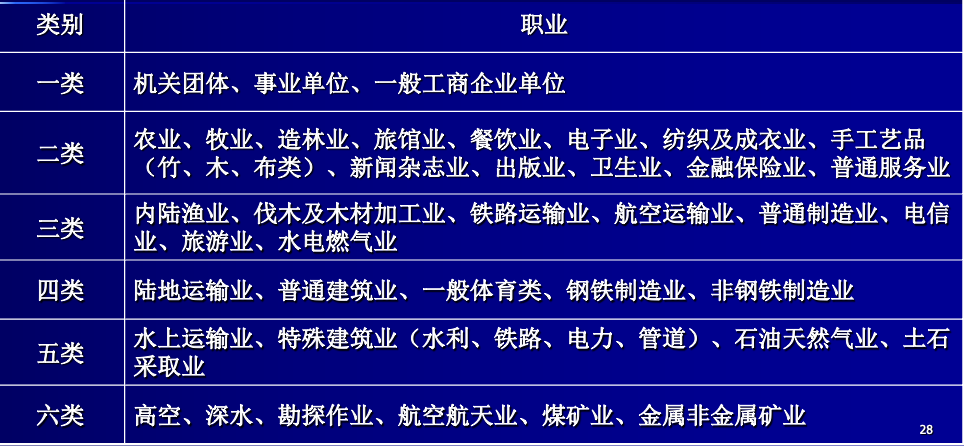 类别
职业
一类
机关团体、事业单位、一般工商企业单位
二类
农业、牧业、造林业、旅馆业、餐饮业、电子业、纺织及成衣业、手工艺品
（竹、木、布类）、新闻杂志业、出版业、卫生业、金融保险业、普通服务业
三类
内陆渔业、伐木及木材加工业、铁路运输业、航空运输业、普通制造业、电信
业、旅游业、水电燃气业
四类
陆地运输业、普通建筑业、一般体育类、钢铁制造业、非钢铁制造业
五类
水上运输业、特殊建筑业（水利、铁路、电力、管道）、石油天然气业、土石
采取业
六类
高空、深水、勘探作业、航空航天业、煤矿业、金属非金属矿业
28